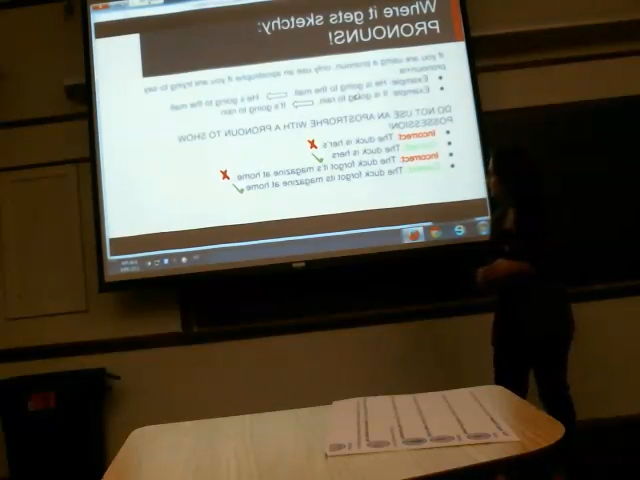 Where it gets sketchy:
PRONOUNS!
If you are using a pronoun, only use an apostrophe if you are trying to say
pronoun+is
Example: He is going to the mall. He's going to the mall
Example: It is going to rain. It's going to rain
DO NOT USE AN APOSTROPHE WITH A PRONOUN TO SHOW
POSSESSION!
Incorrect: The duck is her's
Correct: The duck is hers
Incorrect: The duck forgot it's magazine at home
Correct: The duck forgot its magazine at home